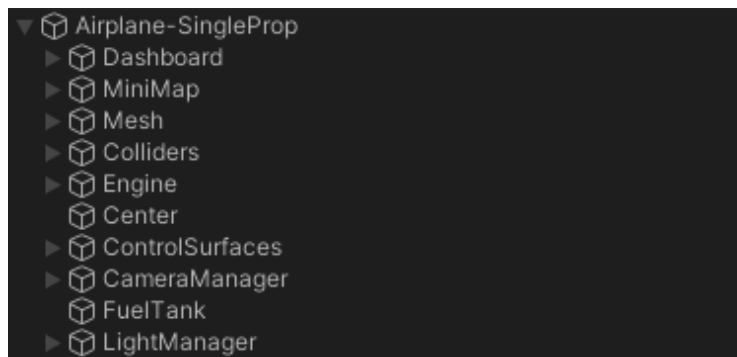 Airplane-SingleProp
Dashboard
MiniMap
Mesh
Colliders
Engine
Center
ControlSurfaces
CameraManager
FuelTank
LightManager